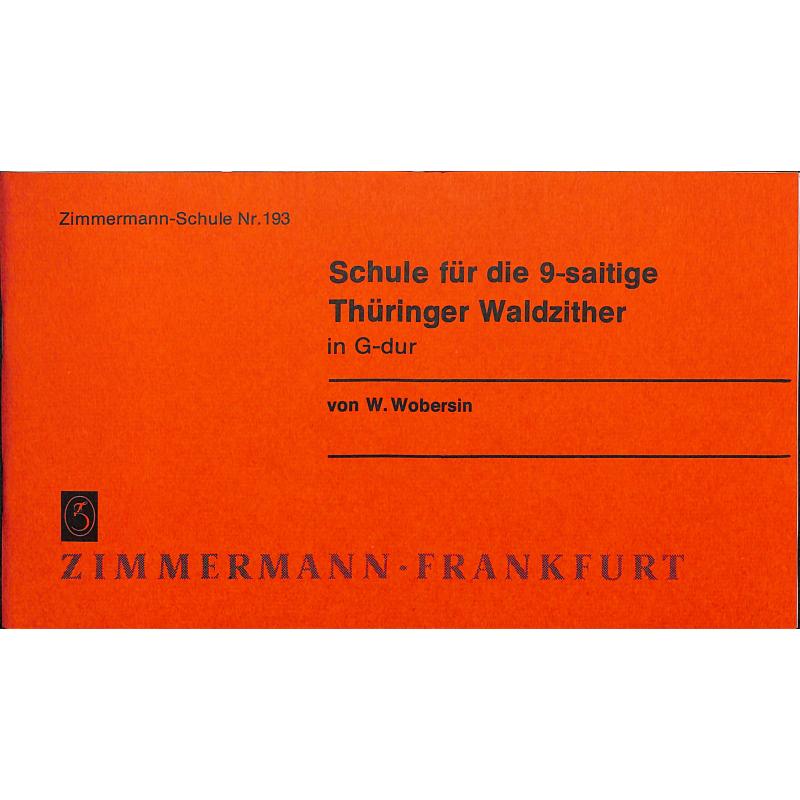 Zimmermann-Schule Nr.193
Schule für die 9-saitige
Thüringer Waldzither
in G-dur
von W. Wobersin
Z
ZIMMERMANN · FRANKFURT